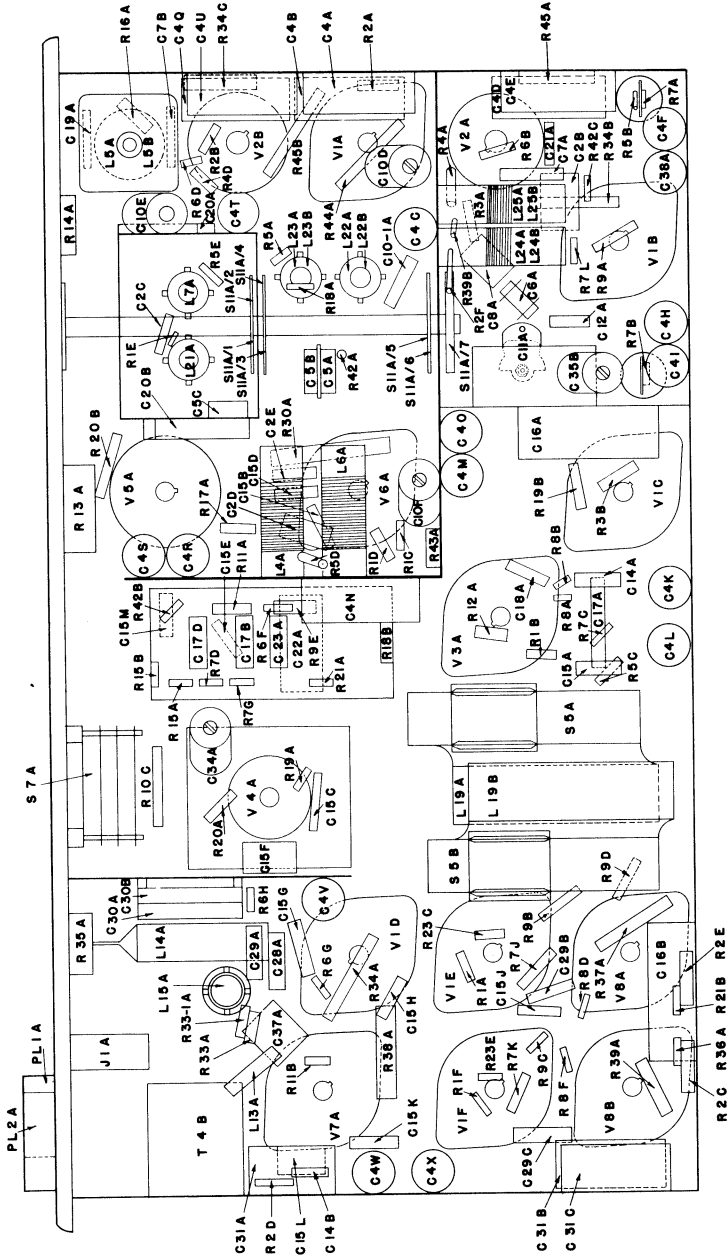 R16A
C7B
C4Q
C4U
R34C
C4B
C4A
R2A
R45A
C19A
L5A
L5B
R14A
C10E
R6D
C20A
R4D
R2B
V2B
C4T
R45B
V1A
R44A
C10D
R4A
V2A
C4D
C4E
R6B
C21A
C7A
C2B
R42C
R34B
R5B
R7A
C4F
C38A
R5E
L7A
C2C
R1E
L21A
C20B
C5C
S11A/1
S11A/3
S11A/2
S11A/4
R5A
L23A
L23B
R18A
L22A
L22B
C10-1A
C4C
R3A
L25A
L25B
L24A
L24B
R39B
R2F
C8A
C6A
R7L
R9A
V1B
C12A
C11A
C35B
R7B
C4H
C4I
C5B
C5A
R42A
S11A/5
S11A/6
S11A/7
R13A
R20B
V5A
R17A
C4S
C4R
C2E
R30A
C15D
C15B
C2D
L6A
V6A
L4A
R5D
R1D
R1C
C10F
R43A
C4O
C4M
C16A
R19B
R3B
V1C
C15E
R11A
R42B
C15M
R15B
R15A
C17D
R7D
C17B
R6F
C23A
C22A
R9E
R7G
R21A
C4N
R18B
R12A
V3A
C18A
R1B
R8B
R8A
R7C
C17A
C14A
C15A
R5C
C4K
C4L
S7A
R10C
C34A
R20A
V4A
R19A
C15C
C15F
S5A
L19A
L19B
S5B
R9D
R35A
C30A
C30B
L14A
R6H
C29A
C28A
C15G
C4V
R6G
V1D
R34A
C15H
L15A
R33-1A
R33A
C37A
R23C
R9B
R1A
V1E
R7J
C15J
C29B
R8D
R37A
V8A
C16B
R2E
R21B
R36A
R2C
PL2A
PL1A
J1A
T4B
L13A
R11B
V7A
R38A
C15K
R1F
R23E
V1F
R7K
R9C
R8F
R39A
V8B
C31A
R2D
C15L
C14B
C4W
C4X
C29C
C31B
C31C